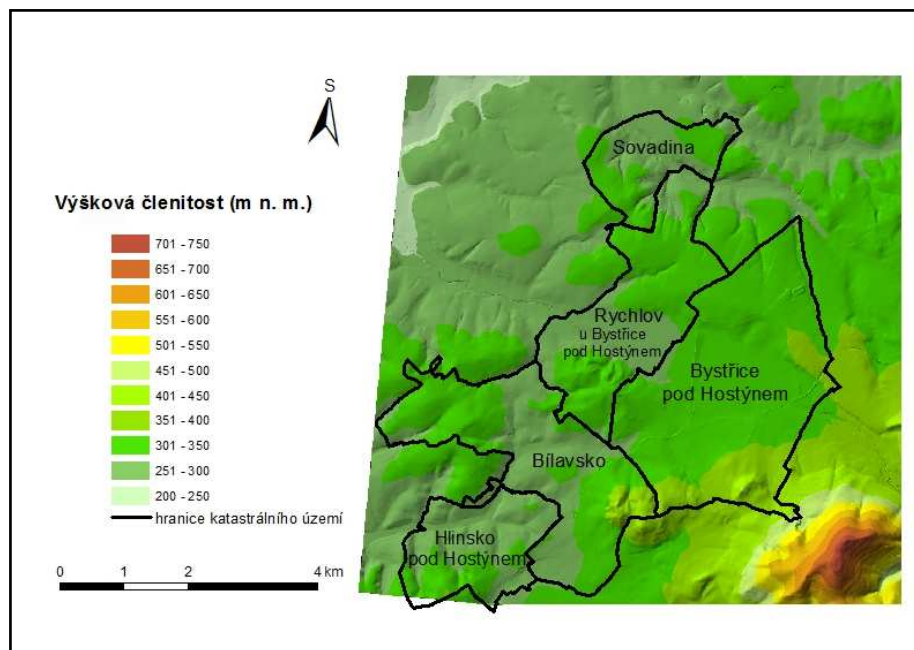 S
Sovadina
Výšková členitost (m n. m.)
701 - 750
651 - 700
601 - 650
551 - 600
501 - 550
451 - 500
401 - 450
351 - 400
301 - 350
251 - 300
200 - 250
hranice katastrálního území
Rychlov
u Bystřice
pod Hostýnem
Bystřice
pod Hostýnem
Bílavsko
Hlinsko
pod Hostýnem
0 1 2 4 km